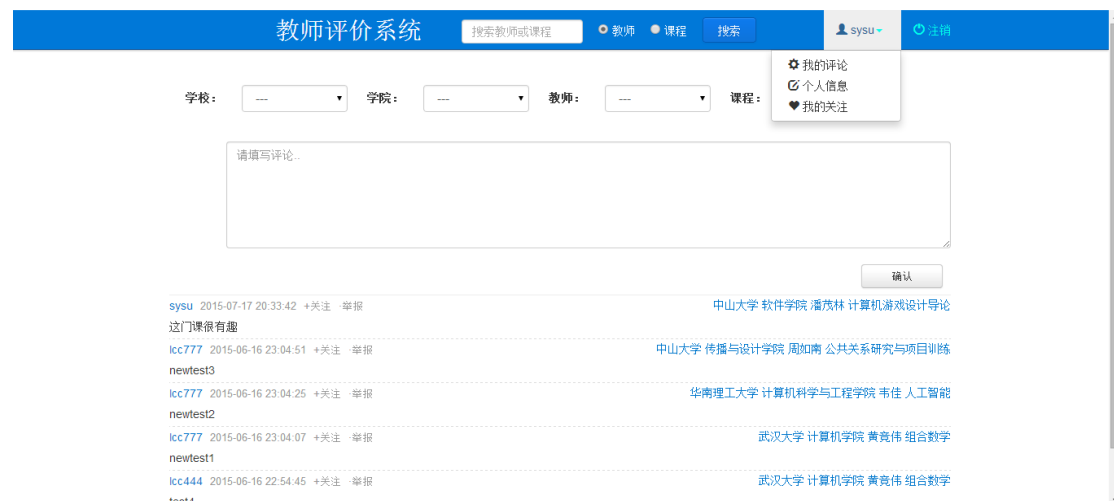 教师评价系统 搜索教师或课程 教师 课程 搜索 sysu 注销
我的评论
个人信息
我的关注
学校： --- 学院： --- 教师： --- 课程：
请填写评论..
确认
sysu 2015-07-17 20:33:42 +关注 ·举报 中山大学 软件学院 潘茂林 计算机游戏设计导论
这门课很有趣
lcc777 2015-06-16 23:04:51 +关注 ·举报 中山大学 传播与设计学院 周如南 公共关系研究与项目训练
newtest3
lcc777 2015-06-16 23:04:25 +关注 ·举报 华南理工大学 计算机科学与工程学院 韦佳 人工智能
newtest2
lcc777 2015-06-16 23:04:07 +关注 ·举报 武汉大学 计算机学院 黄竞伟 组合数学
newtest1
lcc444 2015-06-16 22:54:45 +关注 ·举报 武汉大学 计算机学院 黄竞伟 组合数学